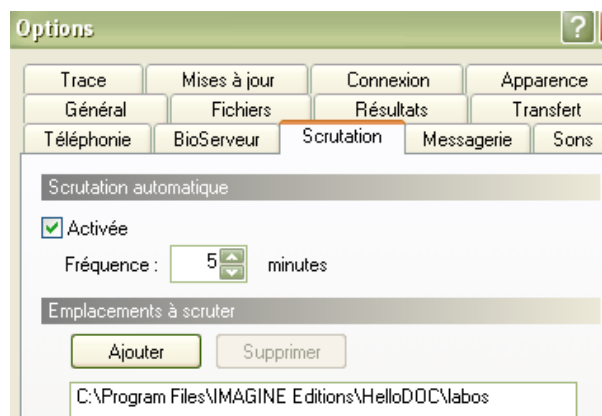 Options ?
Trace Mises à jour Connexion Apparence
Général Fichiers Résultats Transfert
Téléphonie BioServeur Scrutation Messagerie Sons
Scrutation automatique
Activée
Fréquence : 5 minutes
Emplacements à scruter
Ajouter Supprimer
C:\Program Files\IMAGINE Editions\HelloDOC\labos